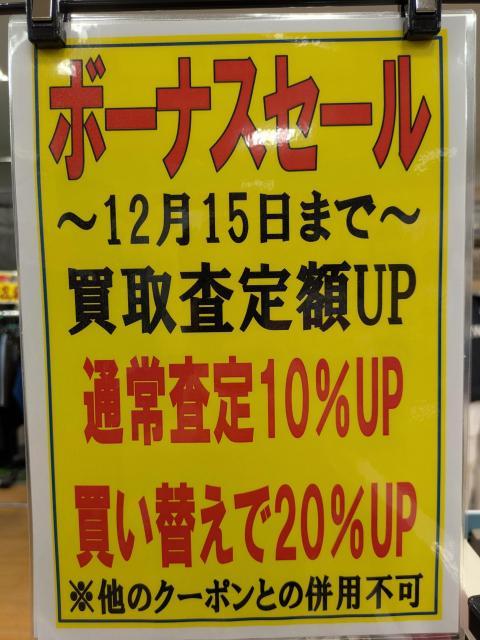 ボーナスセール
～12月15日まで～
買取査定額UP
通常査定10%UP
買い替えで20%UP
※他のクーポンとの併用不可